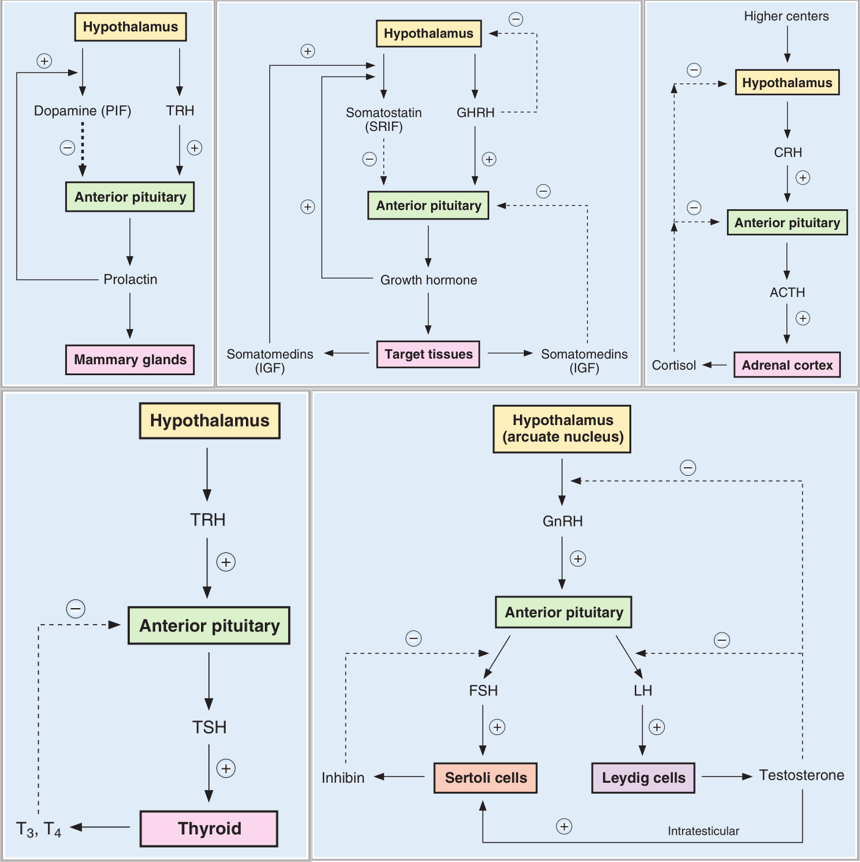 Hypothalamus
+
Dopamine (PIF)
TRH
−
+
Anterior pituitary
Prolactin
Mammary glands
Hypothalamus
−
+
Somatostatin
(SRIF)
GHRH
−
+
Anterior pituitary
−
+
Growth hormone
Somatomedins
(IGF)
Target tissues
Somatomedins
(IGF)
Higher centers
−
Hypothalamus
CRH
+
−
Anterior pituitary
ACTH
+
Cortisol
Adrenal cortex
Hypothalamus
TRH
+
−
Anterior pituitary
TSH
+
T₃, T₄
Thyroid
Hypothalamus
(arcuate nucleus)
−
GnRH
+
Anterior pituitary
−
−
FSH
LH
+
+
Inhibin
Sertoli cells
Leydig cells
Testosterone
+
Intratesticular